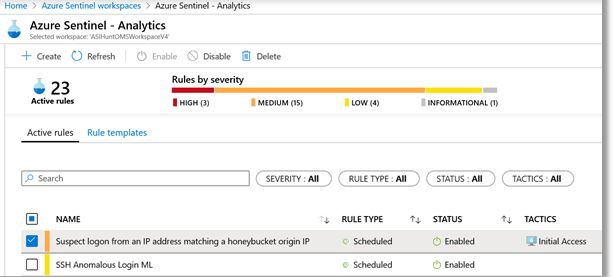 Home > Azure Sentinel workspaces > Azure Sentinel - Analytics
Azure Sentinel - Analytics
Selected workspace: 'ASIHuntOMSWorkspaceV4'
+ Create Refresh Enable Disable Delete
23
Active rules
Rules by severity
HIGH (3) MEDIUM (15) LOW (4) INFORMATIONAL (1)
Active rules Rule templates
Search SEVERITY : All RULE TYPE : All STATUS : All TACTICS : All
NAME RULE TYPE STATUS TACTICS
Suspect logon from an IP address matching a honeybucket origin IP Scheduled Enabled Initial Access
SSH Anomalous Login ML Scheduled Enabled